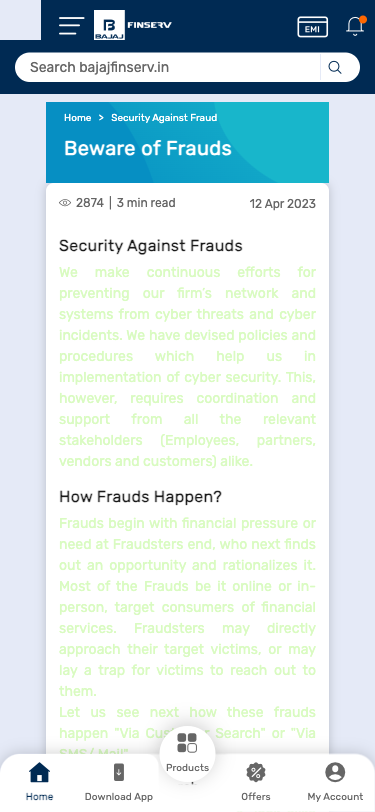 B
BAJAJ
FINSERV
EMI
Search bajajfinserv.in
Home > Security Against Fraud
Beware of Frauds
2874 | 3 min read
12 Apr 2023
Security Against Frauds
We make continuous efforts for
preventing our firm's network and
systems from cyber threats and cyber
incidents. We have devised policies and
procedures which help us in
implementation of cyber security. This,
however, requires coordination and
support from all the relevant
stakeholders (Employees, partners,
vendors and customers) alike.
How Frauds Happen?
Frauds begin with financial pressure or
need at Fraudsters end, who next finds
out an opportunity and rationalizes it.
Most of the Frauds be it online or in-
person, target consumers of financial
services. Fraudsters may directly
approach their target victims, or may
lay a trap for victims to reach out to
them.
Let us see next how these frauds
happen "Via Search" or "Via
SMS/ Mail"
Home
Download App
Products
Offers
My Account